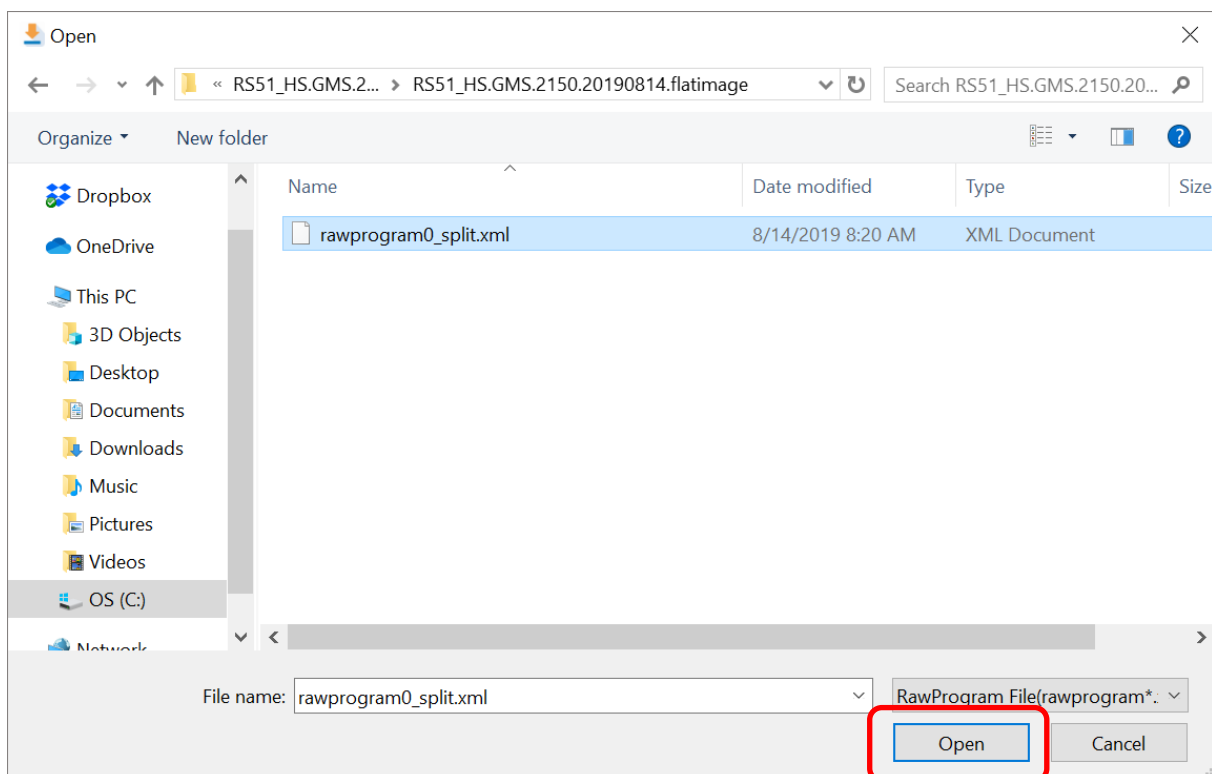 Open
« RS51_HS.GMS.2... > RS51_HS.GMS.2150.20190814.flatimage
Search RS51_HS.GMS.2150.20...
Organize New folder
Name Date modified Type Size
rawprogram0_split.xml 8/14/2019 8:20 AM XML Document
Dropbox
OneDrive
This PC
3D Objects
Desktop
Documents
Downloads
Music
Pictures
Videos
OS (C:)
Network
File name: rawprogram0_split.xml RawProgram File(rawprogram*.
Open Cancel